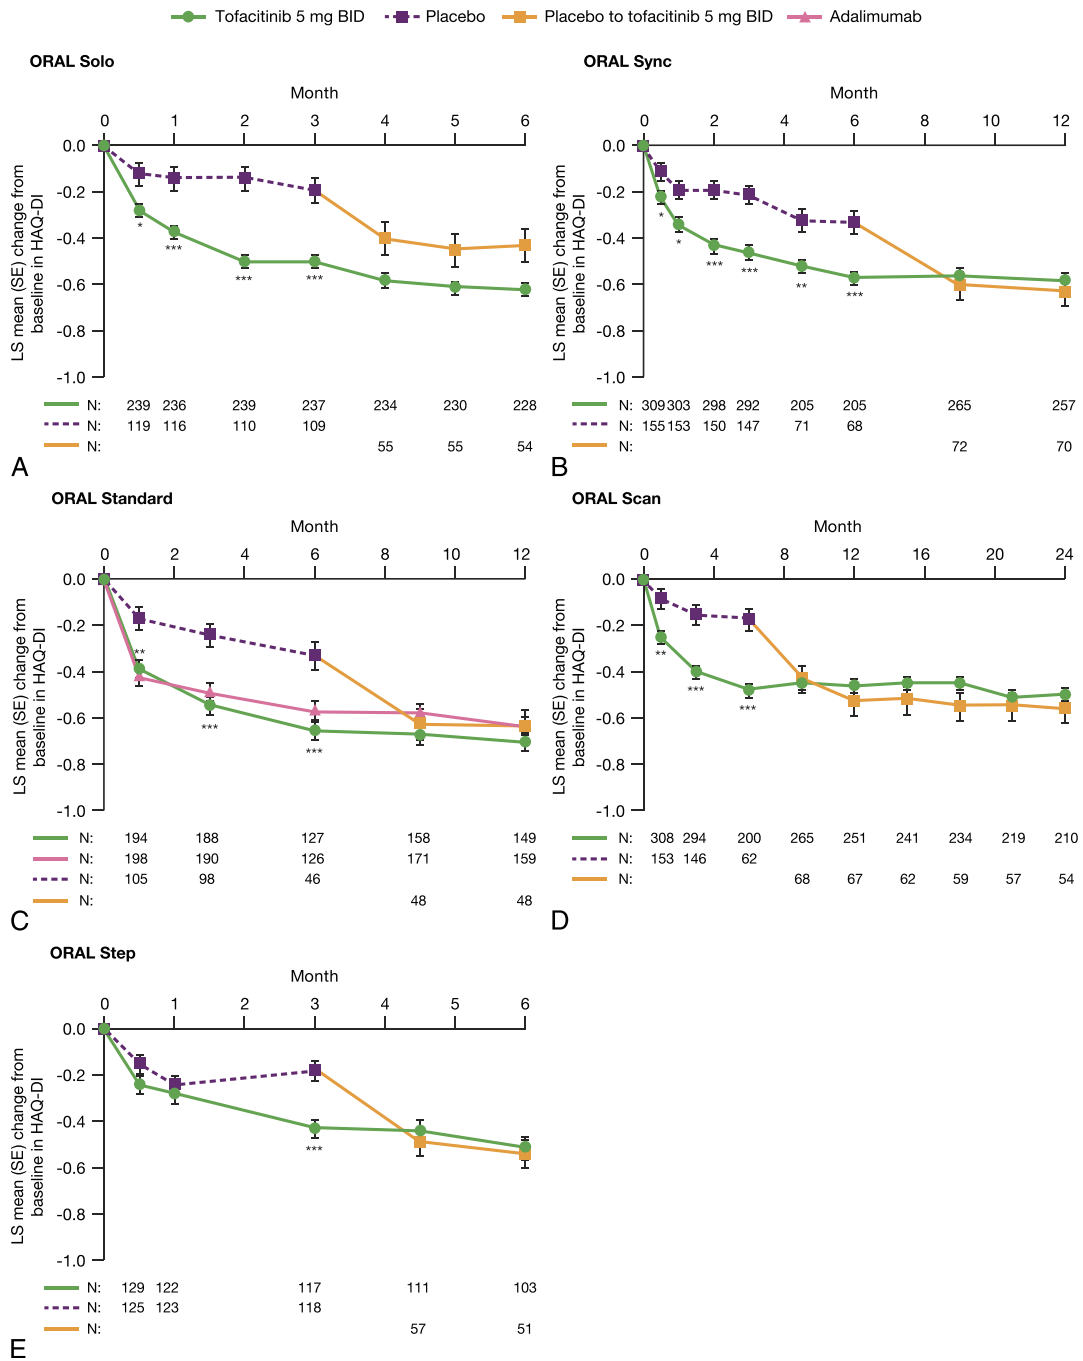 Tofacitinib 5 mg BID Placebo Placebo to tofacitinib 5 mg BID Adalimumab
ORAL Solo
Month
0 1 2 3 4 5 6
LS mean (SE) change from
baseline in HAQ-DI
0.0
-0.2
-0.4
-0.6
-0.8
-1.0
* *** *** ***
N: 239 236 239 237 234 230 228
N: 119 116 110 109
N: 55 55 54
A
ORAL Sync
Month
0 2 4 6 8 10 12
LS mean (SE) change from
baseline in HAQ-DI
0.0
-0.2
-0.4
-0.6
-0.8
-1.0
* * *** *** ** ***
N: 309 303 298 292 205 205 265 257
N: 155 153 150 147 71 68
N: 72 70
B
ORAL Standard
Month
0 2 4 6 8 10 12
LS mean (SE) change from
baseline in HAQ-DI
0.0
-0.2
-0.4
-0.6
-0.8
-1.0
** *** ***
N: 194 188 127 158 149
N: 198 190 126 171 159
N: 105 98 46
N: 48 48
C
ORAL Scan
Month
0 4 8 12 16 20 24
LS mean (SE) change from
baseline in HAQ-DI
0.0
-0.2
-0.4
-0.6
-0.8
-1.0
** *** ***
N: 308 294 200 265 251 241 234 219 210
N: 153 146 62
N: 68 67 62 59 57 54
D
ORAL Step
Month
0 1 2 3 4 5 6
LS mean (SE) change from
baseline in HAQ-DI
0.0
-0.2
-0.4
-0.6
-0.8
-1.0
***
N: 129 122 117 111 103
N: 125 123 118
N: 57 51
E